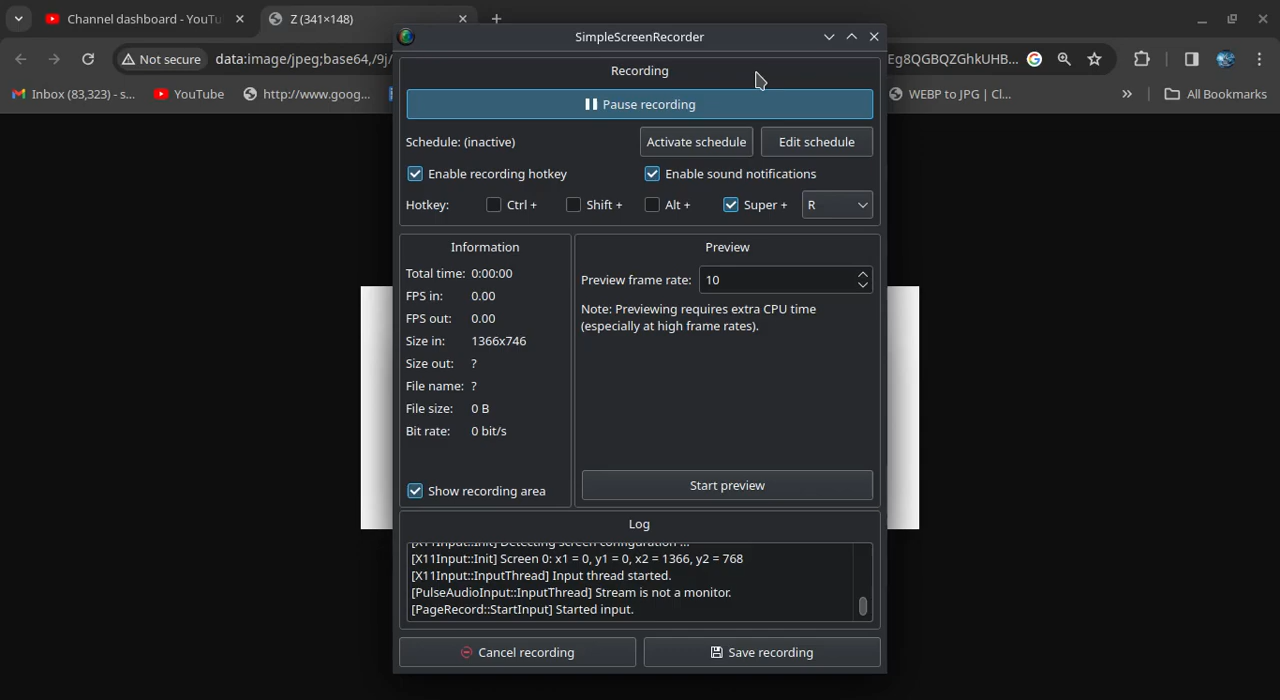 Channel dashboard - YouTu
Z (341×148)
SimpleScreenRecorder
Not secure
data:image/jpeg;base64,/9j/
Eg8QGBQZGhkUHB...
Inbox (83,323) - s...
YouTube
http://www.goog...
WEBP to JPG | Cl...
»
All Bookmarks
Recording
Pause recording
Schedule: (inactive)
Activate schedule
Edit schedule
Enable recording hotkey
Enable sound notifications
Hotkey:
Ctrl +
Shift +
Alt +
Super +
R
Information
Total time: 0:00:00
FPS in: 0.00
FPS out: 0.00
Size in: 1366x746
Size out: ?
File name: ?
File size: 0 B
Bit rate: 0 bit/s
Show recording area
Preview
Preview frame rate: 10
Note: Previewing requires extra CPU time
(especially at high frame rates).
Start preview
Log
[X11Input::Init] Detecting screen configuration ...
[X11Input::Init] Screen 0: x1 = 0, y1 = 0, x2 = 1366, y2 = 768
[X11Input::InputThread] Input thread started.
[PulseAudioInput::InputThread] Stream is not a monitor.
[PageRecord::StartInput] Started input.
Cancel recording
Save recording